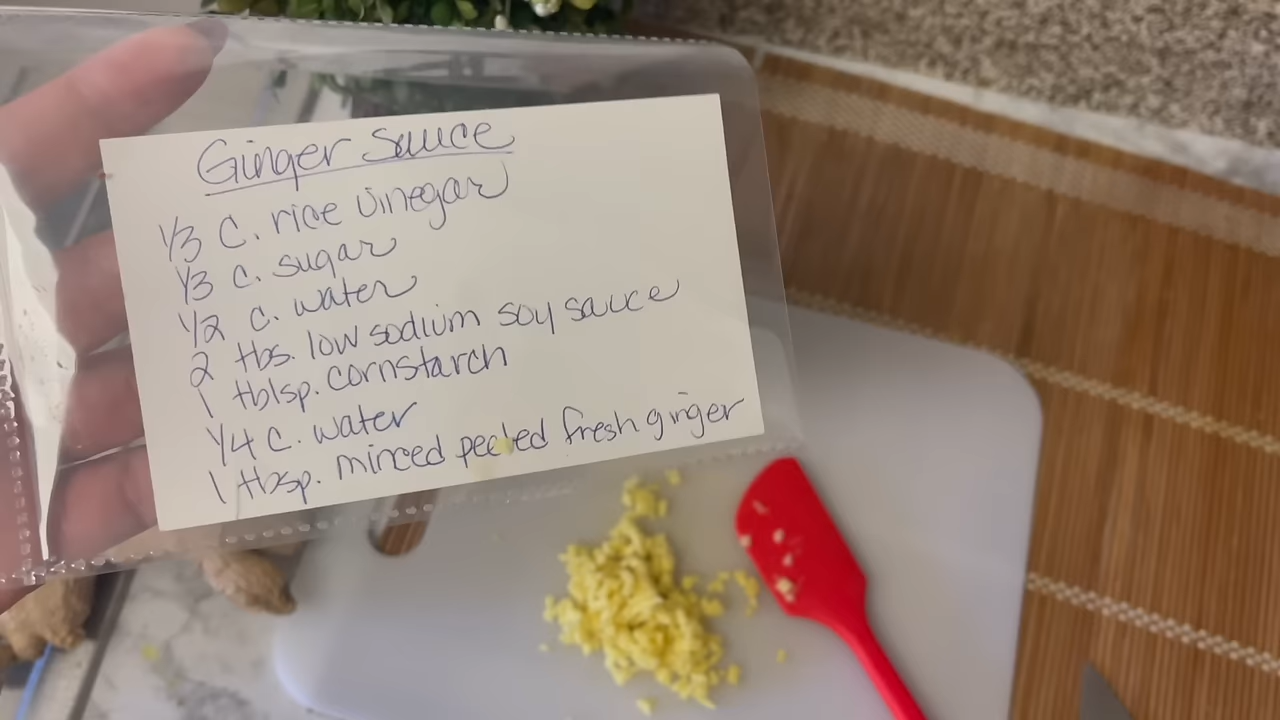 Ginger Sauce
1/3 C. rice vinegar
1/3 c. sugar
1/2 c. water
2 tbs. low sodium soy sauce
1 tblsp. cornstarch
1/4 c. water
1 tbsp. minced peeled fresh ginger